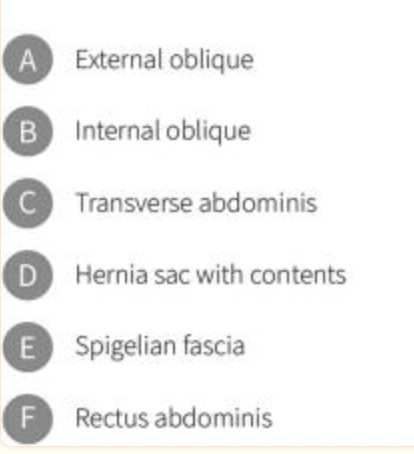 A External oblique
B Internal oblique
C Transverse abdominis
D Hernia sac with contents
E Spigelian fascia
F Rectus abdominis